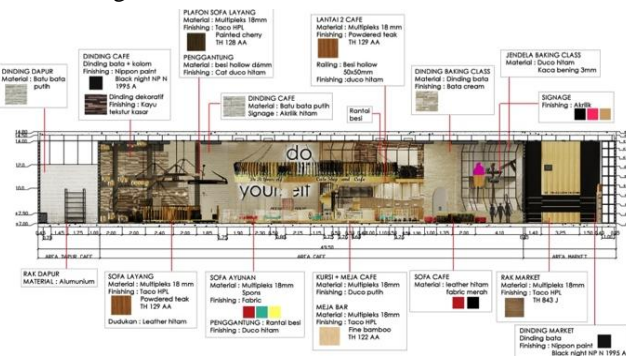 PLAFON SOFA LAYANG
Material : Multipleks 18mm
Finishing : Taco HPL
Painted cherry
TH 128 AA
PENGGANTUNG
Material : besi hollow d6mm
Finishing : Cat duco hitam
LANTAI 2 CAFE
Material : Multipleks 18 mm
Finishing : Powdered teak
TH 129 AA
Railing : Besi hollow
50x50mm
Finishing :duco hitam
JENDELA BAKING CLASS
Material : Duco hitam
Kaca bening 3mm
DINDING CAFE
Dinding bata + kolom
Finishing : Nippon paint
Black night NP N
1995 A
Dinding dekoratif
Finishing : Kayu
tekstur kasar
DINDING DAPUR
Material : Batu bata
putih
DINDING BAKING CLASS
Material : Dinding bata
Finishing : Bata cream
SIGNAGE
Finishing : Akrilik
DINDING CAFE
Material : Batu bata putih
Signage : Akrilik hitam
Rantai
besi
do
AREA DAPUR CAFE
AREA CAFE
AREA MARKET
RAK DAPUR
MATERIAL : Alumunium
SOFA LAYANG
Material : Multipleks 18 mm
Finishing : Taco HPL
Powdered teak
TH 129 AA
Dudukan : Leather hitam
SOFA AYUNAN
Material : Multipleks 18mm
Spons
Finishing : Fabric
PENGGANTUNG : Rantai besi
Finishing : Duco hitam
KURSI + MEJA CAFE
Material : Multipleks 18mm
Finishing : Duco putih
MEJA BAR
Material : Multipleks 18mm
Finishing : Taco HPL
Fine bamboo
TH 122 AA
SOFA CAFE
Material : leather hitam
fabric merah
RAK MARKET
Material : Multipleks 18mm
Finishing : Taco HPL
TH 843 J
DINDING MARKET
Dinding bata
Finishing : Nippon paint
Black night NP N 1995 A